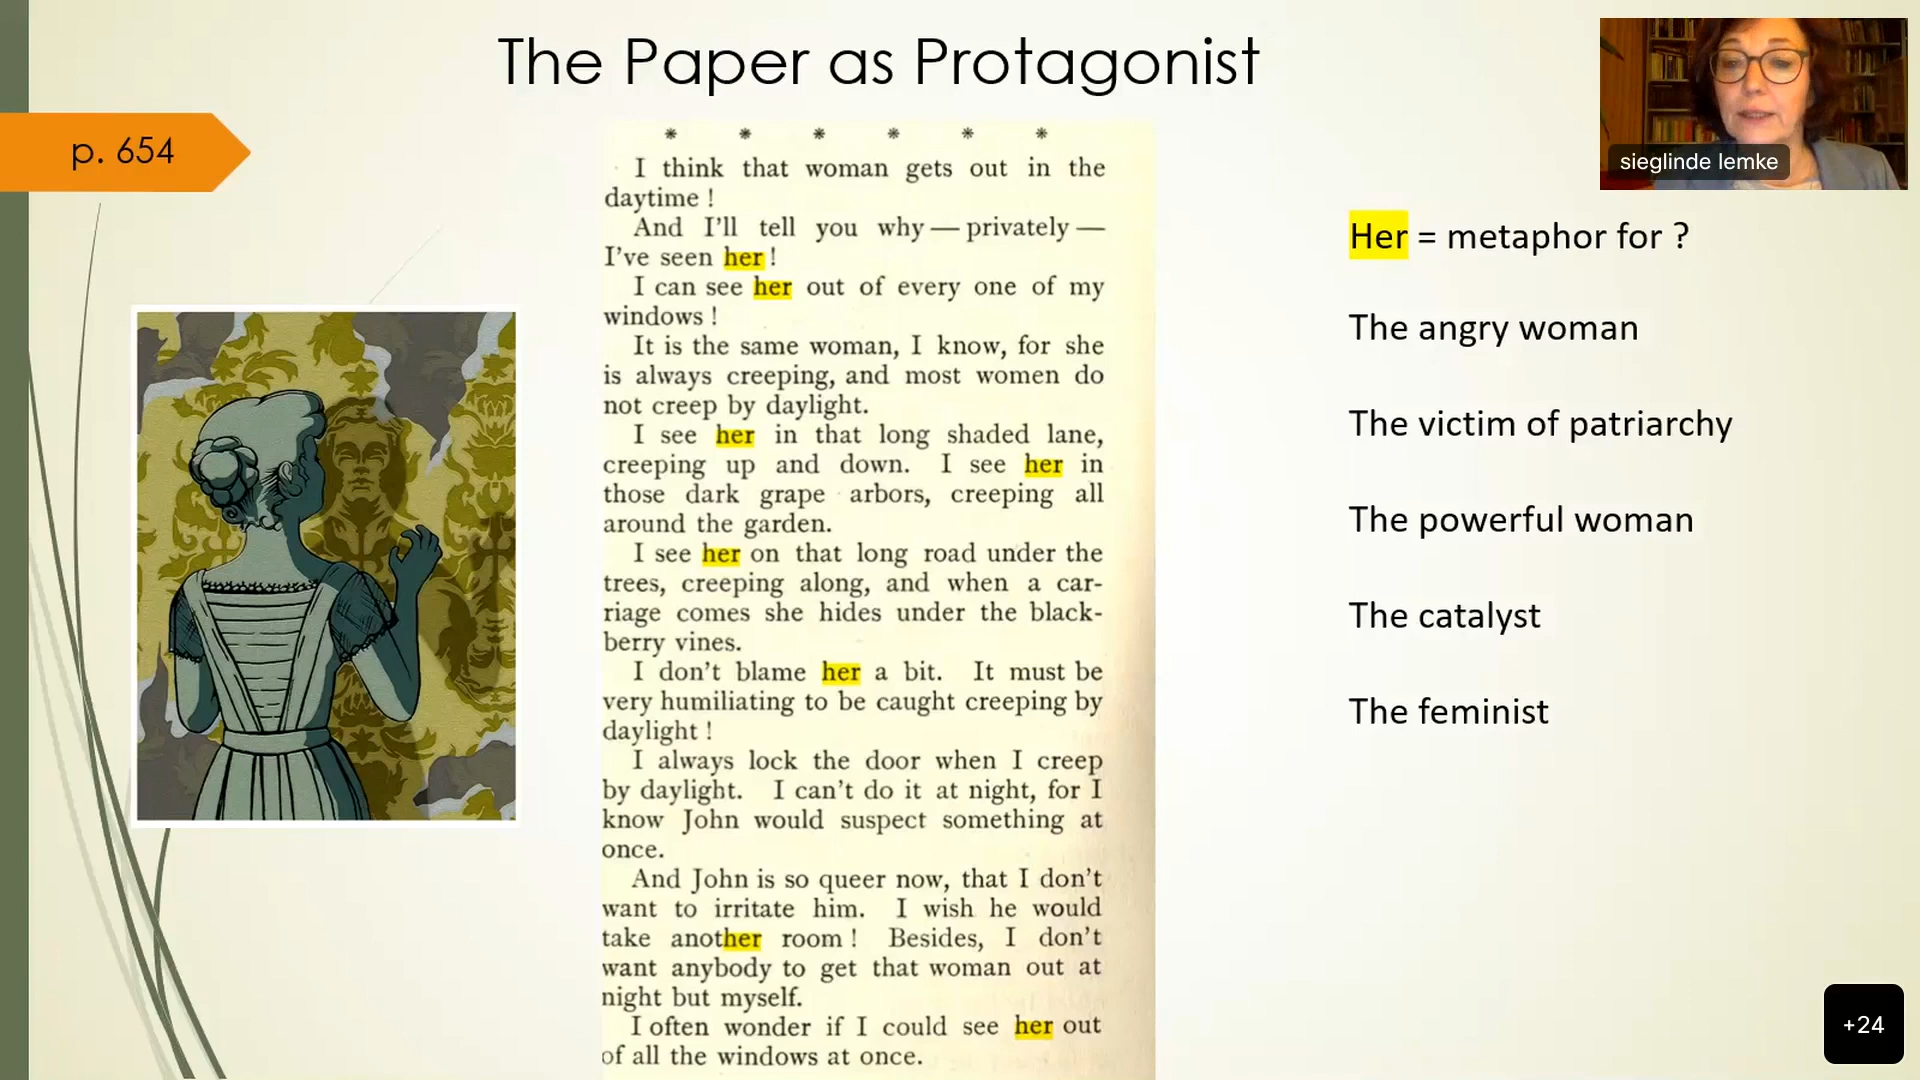 The Paper as Protagonist
sieglinde lemke
p. 654
* * * * * *
I think that woman gets out in the
daytime !
And I'll tell you why — privately —
I've seen her !
I can see her out of every one of my
windows !
It is the same woman, I know, for she
is always creeping, and most women do
not creep by daylight.
I see her in that long shaded lane,
creeping up and down. I see her in
those dark grape arbors, creeping all
around the garden.
I see her on that long road under the
trees, creeping along, and when a car-
riage comes she hides under the black-
berry vines.
I don't blame her a bit. It must be
very humiliating to be caught creeping by
daylight !
I always lock the door when I creep
by daylight. I can't do it at night, for I
know John would suspect something at
once.
And John is so queer now, that I don't
want to irritate him. I wish he would
take another room ! Besides, I don't
want anybody to get that woman out at
night but myself.
I often wonder if I could see her out
of all the windows at once.
Her = metaphor for ?
The angry woman
The victim of patriarchy
The powerful woman
The catalyst
The feminist
+24